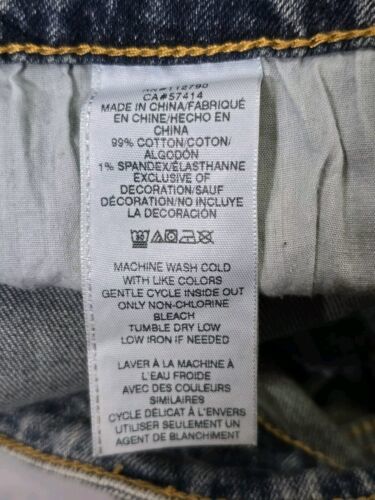 RN#112790
CA#57414
MADE IN CHINA/FABRIQUÉ
EN CHINE/HECHO EN
CHINA
99% COTTON/COTON/
ALGODÓN
1% SPANDEX/ÉLASTHANNE
EXCLUSIVE OF
DECORATION/SAUF
DÉCORATION/NO INCLUYE
LA DECORACIÓN
MACHINE WASH COLD
WITH LIKE COLORS
GENTLE CYCLE INSIDE OUT
ONLY NON-CHLORINE
BLEACH
TUMBLE DRY LOW
LOW IRON IF NEEDED
LAVER À LA MACHINE À
L'EAU FROIDE
AVEC DES COULEURS
SIMILAIRES
CYCLE DÉLICAT À L'ENVERS
UTILISER SEULEMENT UN
AGENT DE BLANCHIMENT